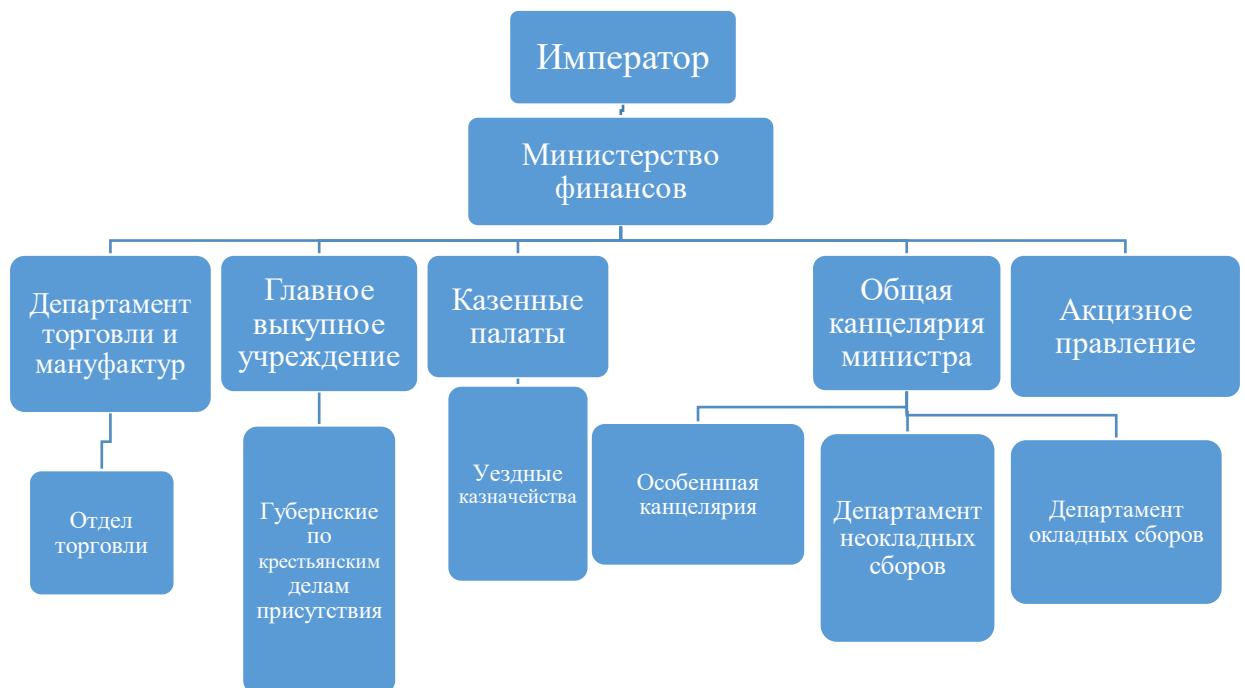 Император
Министерство
финансов
Департамент
торговли и
мануфактур
Главное
выкупное
учреждение
Казенные
палаты
Общая
канцелярия
министра
Акцизное
правление
Отдел
торговли
Губернские
по
крестьянским
делам
присутствия
Уездные
казначейства
Особеннпая
канцелярия
Департамент
неокладных
сборов
Департамент
окладных сборов